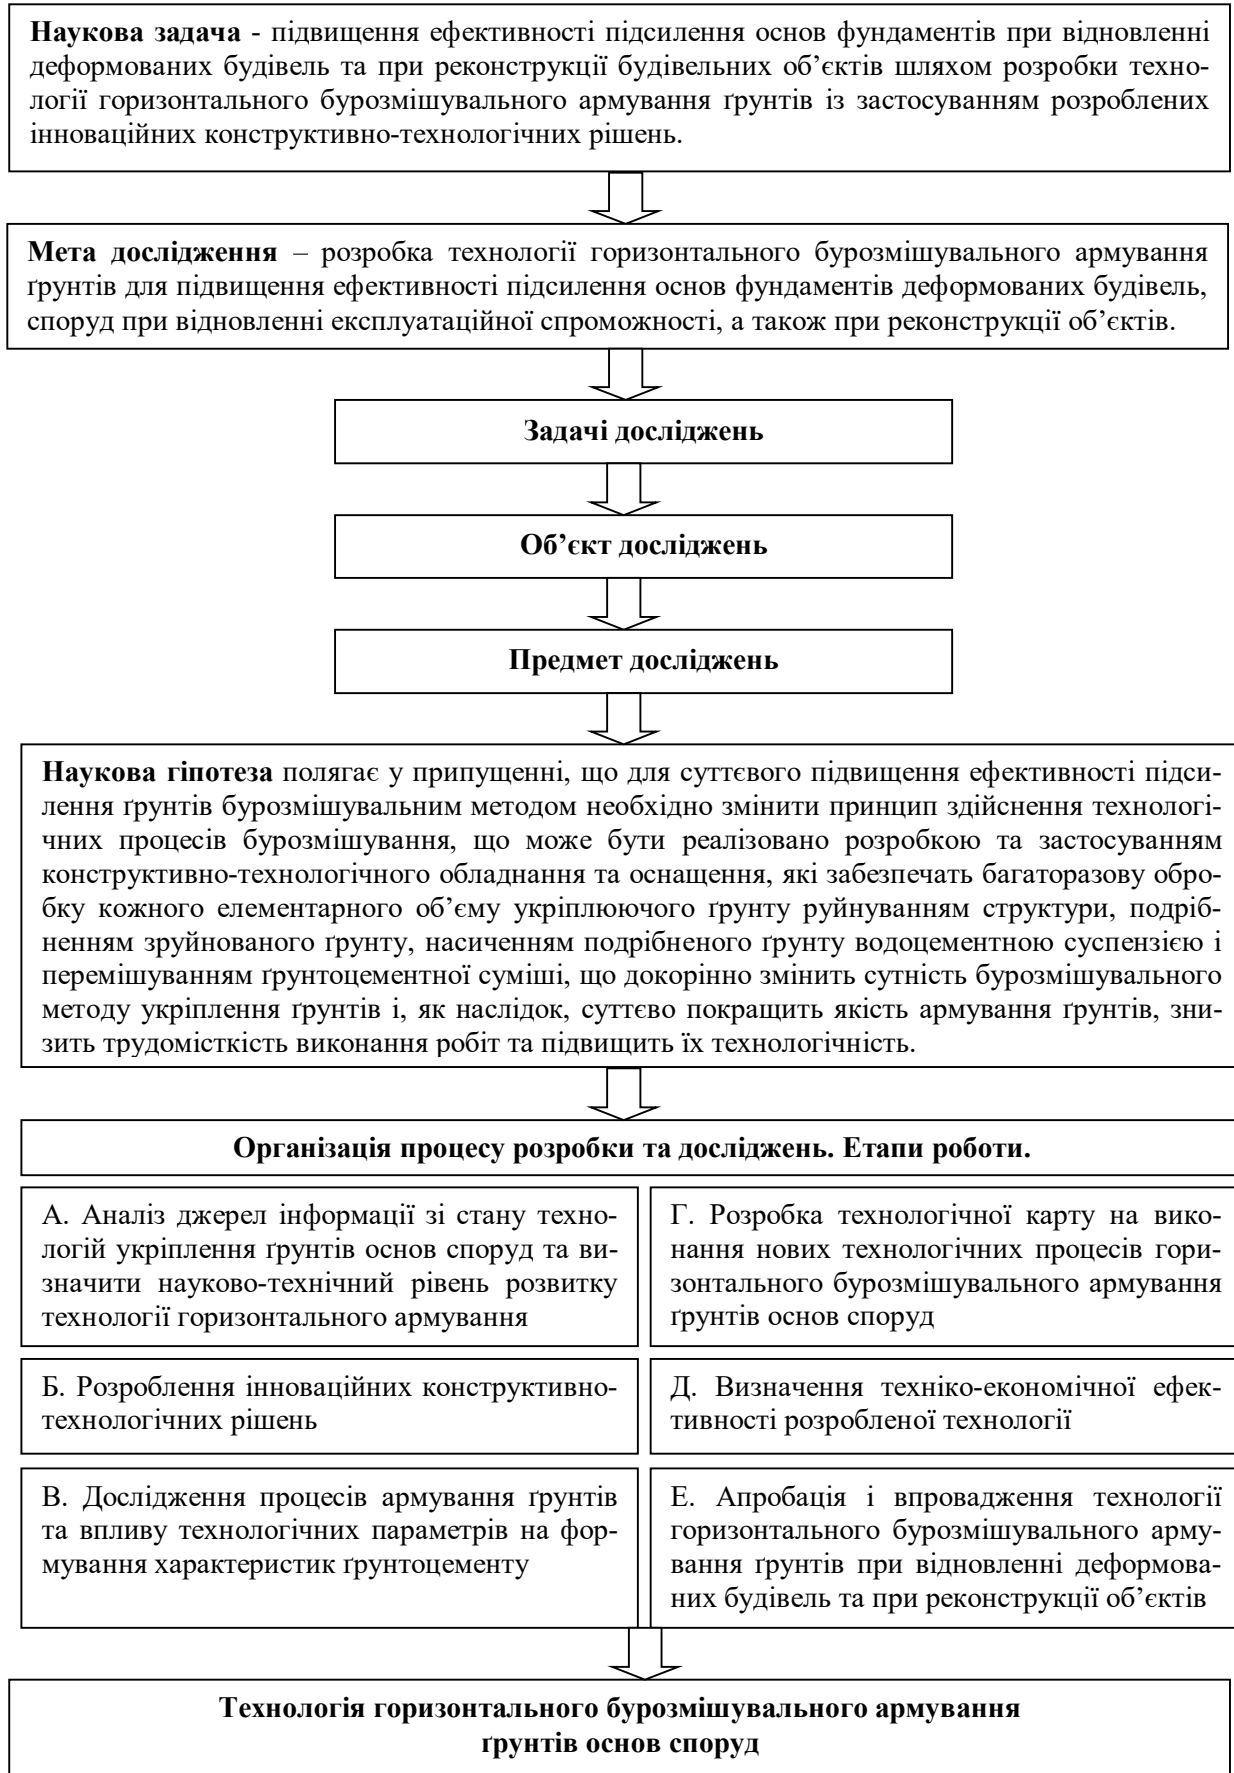 Наукова задача - підвищення ефективності підсилення основ фундаментів при відновленні
деформованих будівель та при реконструкції будівельних об’єктів шляхом розробки техно-
логії горизонтального бурозмішувального армування ґрунтів із застосуванням розроблених
інноваційних конструктивно-технологічних рішень.
Мета дослідження – розробка технології горизонтального бурозмішувального армування
ґрунтів для підвищення ефективності підсилення основ фундаментів деформованих будівель,
споруд при відновленні експлуатаційної спроможності, а також при реконструкції об’єктів.
Задачі досліджень
Об’єкт досліджень
Предмет досліджень
Наукова гіпотеза полягає у припущенні, що для суттєвого підвищення ефективності підси-
лення ґрунтів бурозмішувальним методом необхідно змінити принцип здійснення технологі-
чних процесів бурозмішування, що може бути реалізовано розробкою та застосуванням
конструктивно-технологічного обладнання та оснащення, які забезпечать багаторазову обро-
бку кожного елементарного об’єму укріплюючого ґрунту руйнуванням структури, подріб-
ненням зруйнованого ґрунту, насиченням подрібненого ґрунту водоцементною суспензією і
перемішуванням ґрунтоцементної суміші, що докорінно змінить сутність бурозмішувального
методу укріплення ґрунтів і, як наслідок, суттєво покращить якість армування ґрунтів, зни-
зить трудомісткість виконання робіт та підвищить їх технологічність.
Організація процесу розробки та досліджень. Етапи роботи.
А. Аналіз джерел інформації зі стану техно-
логій укріплення ґрунтів основ споруд та ви-
значити науково-технічний рівень розвитку
технології горизонтального армування
Б. Розроблення інноваційних конструктивно-
технологічних рішень
В. Дослідження процесів армування ґрунтів
та впливу технологічних параметрів на фор-
мування характеристик ґрунтоцементу
Г. Розробка технологічної карту на вико-
нання нових технологічних процесів гори-
зонтального бурозмішувального армування
ґрунтів основ споруд
Д. Визначення техніко-економічної ефек-
тивності розробленої технології
Е. Апробація і впровадження технології
горизонтального бурозмішувального арму-
вання ґрунтів при відновленні деформова-
них будівель та при реконструкції об’єктів
Технологія горизонтального бурозмішувального армування
ґрунтів основ споруд